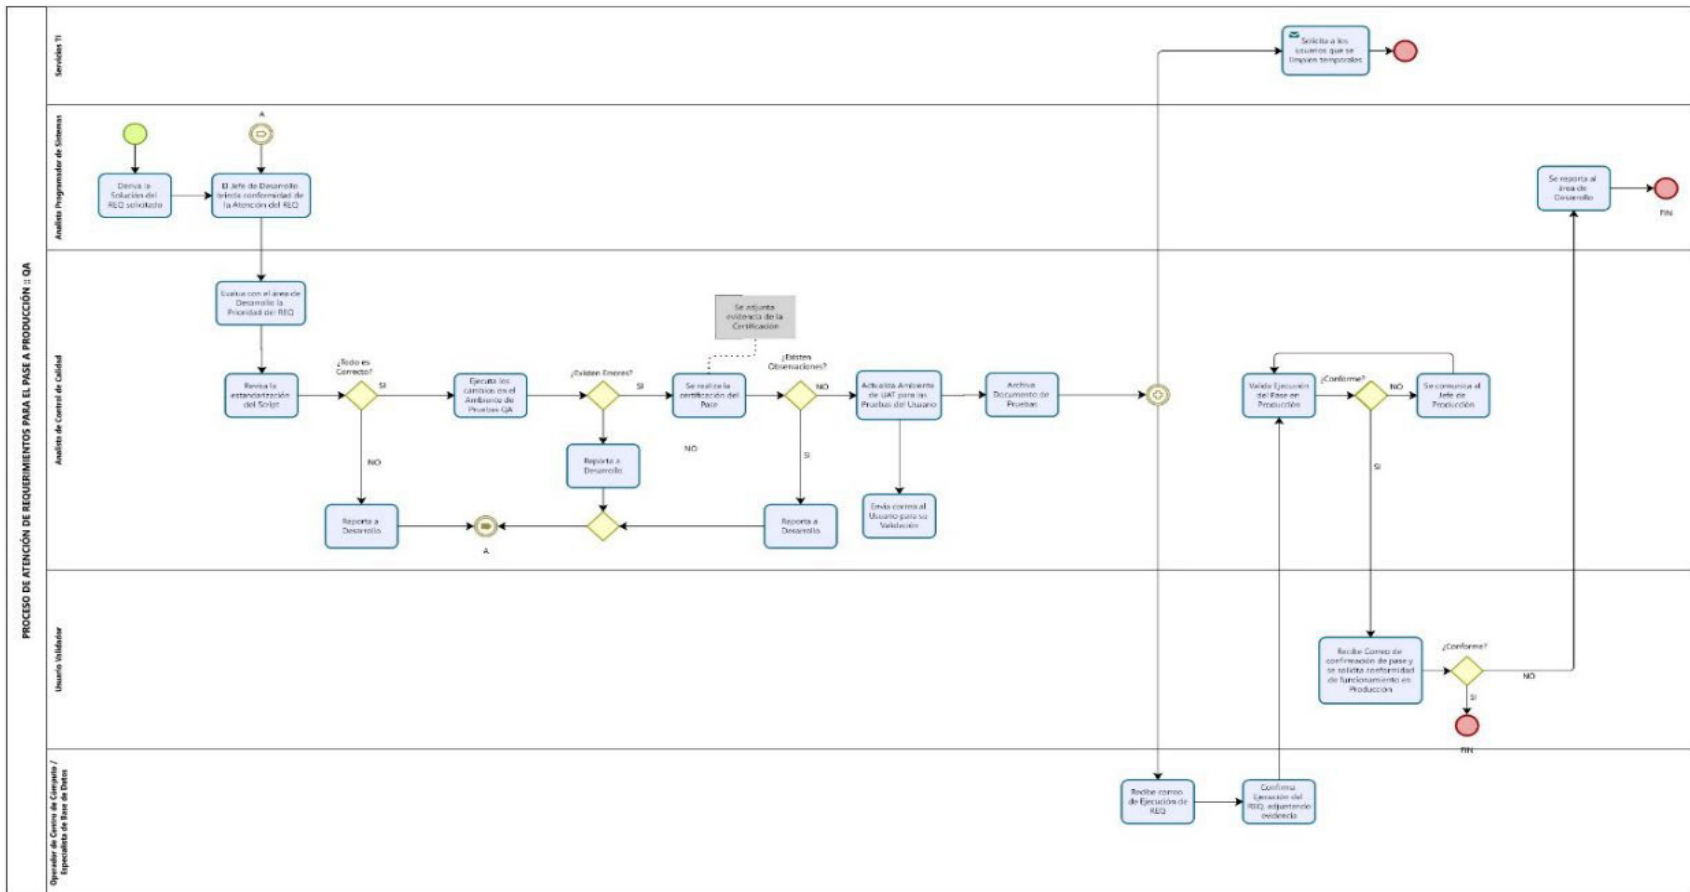 PROCESO DE ATENCIÓN DE REQUERIMIENTOS PARA EL PASE A PRODUCCIÓN :: QA
Servicios TI
Solicita a los
usuarios que se
limpien temporales
Analista Programador de Sistemas
A
Deriva la
Solución del
REQ solicitado
El Jefe de Desarrollo
brinda conformidad de
la Atención del REQ
Se reporta al
área de
Desarrollo
FIN
Analista de Control de Calidad
Evalua con el área de
Desarrollo la
Prioridad del REQ
Revisa la
estandarización
del Script
¿Todo es
Correcto?
SI
NO
Reporta a
Desarrollo
A
Ejecuta los
cambios en el
Ambiente de
Pruebas QA
¿Existen Errores?
SI
Reporta a
Desarrollo
Se realiza la
certificación del
Pase
NO
Se adjunta
evidencia de la
Certificación
¿Existen
Observaciones?
NO
SI
Reporta a
Desarrollo
Actualiza Ambiente
de UAT para las
Pruebas del Usuario
Envía correo al
Usuario para su
Validación
Archiva
Documento de
Pruebas
Valida Ejecución
del Pase en
Producción
¿Conforme?
NO
SI
Se comunica al
Jefe de
Producción
Usuario Validador
Recibe Correo de
confirmación de pase y
se solicita conformidad
de funcionamiento en
Producción
¿Conforme?
NO
SI
FIN
Operador de Centro de Cómputo /
Especialista de Base de Datos
Recibe correo
de Ejecución de
REQ
Confirma
Ejecución del
REQ, adjuntando
evidencia